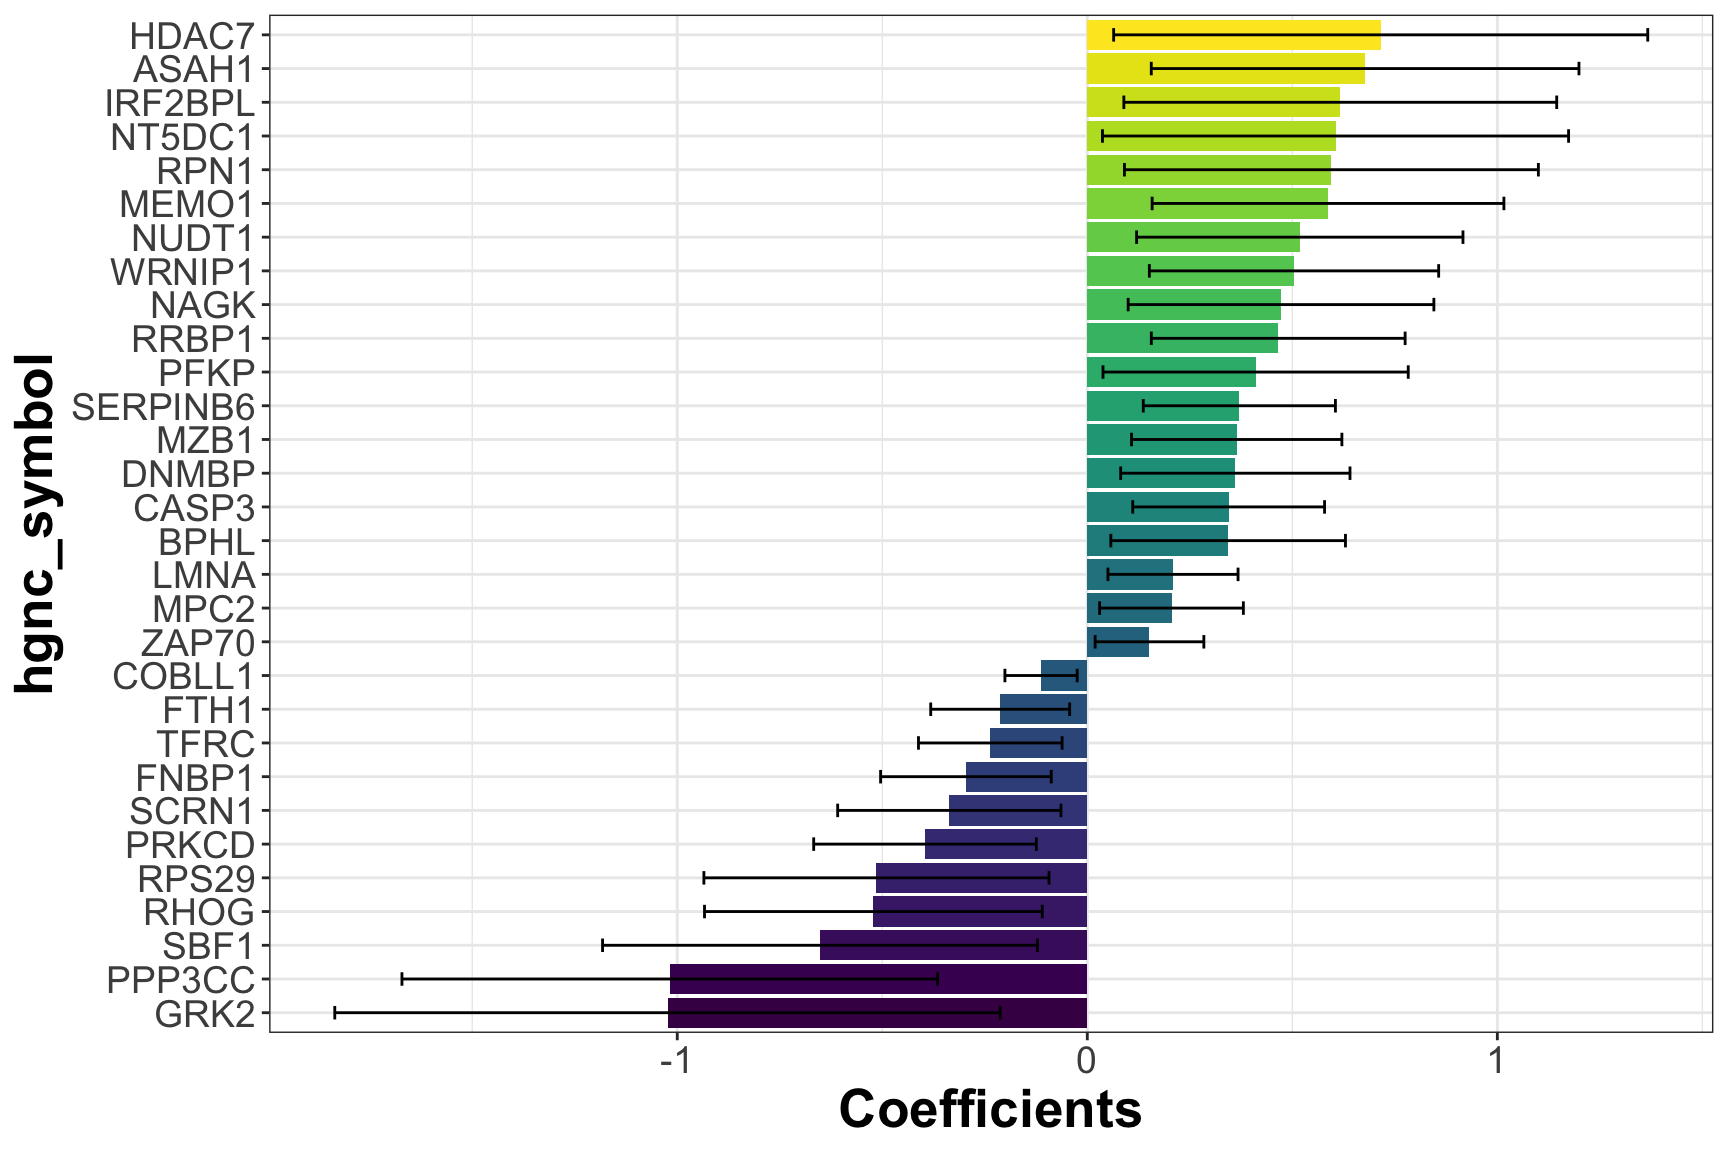 hgnc_symbol
HDAC7
ASAH1
IRF2BPL
NT5DC1
RPN1
MEMO1
NUDT1
WRNIP1
NAGK
RRBP1
PFKP
SERPINB6
MZB1
DNMBP
CASP3
BPHL
LMNA
MPC2
ZAP70
COBLL1
FTH1
TFRC
FNBP1
SCRN1
PRKCD
RPS29
RHOG
SBF1
PPP3CC
GRK2
-1 0 1
Coefficients